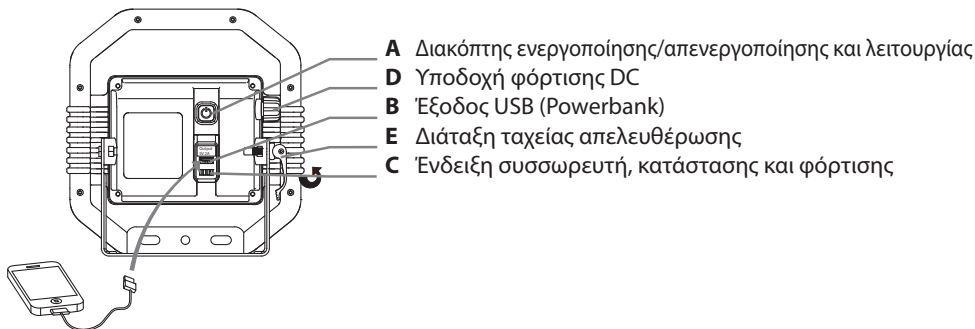 A Διακόπτης ενεργοποίησης/απενεργοποίησης και λειτουργίας
D Υποδοχή φόρτισης DC
B Έξοδος USB (Powerbank)
E Διάταξη ταχείας απελευθέρωσης
C Ένδειξη συσσωρευτή, κατάστασης και φόρτισης
Output